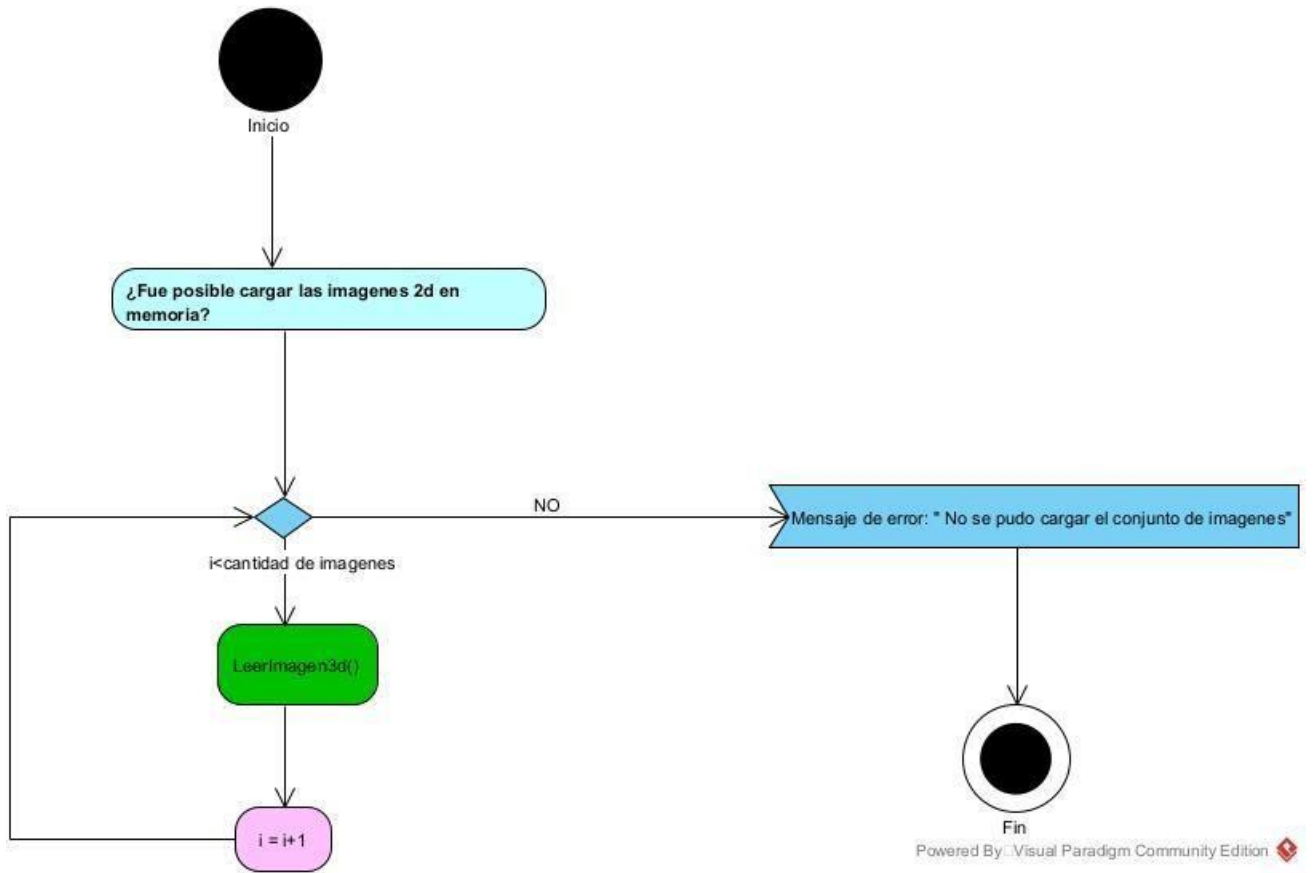 Inicio
¿Fue posible cargar las imagenes 2d en
memoria?
NO
Mensaje de error: " No se pudo cargar el conjunto de imagenes"
i<cantidad de imagenes
LeerImagen3d()
i = i+1
Fin
Powered By Visual Paradigm Community Edition